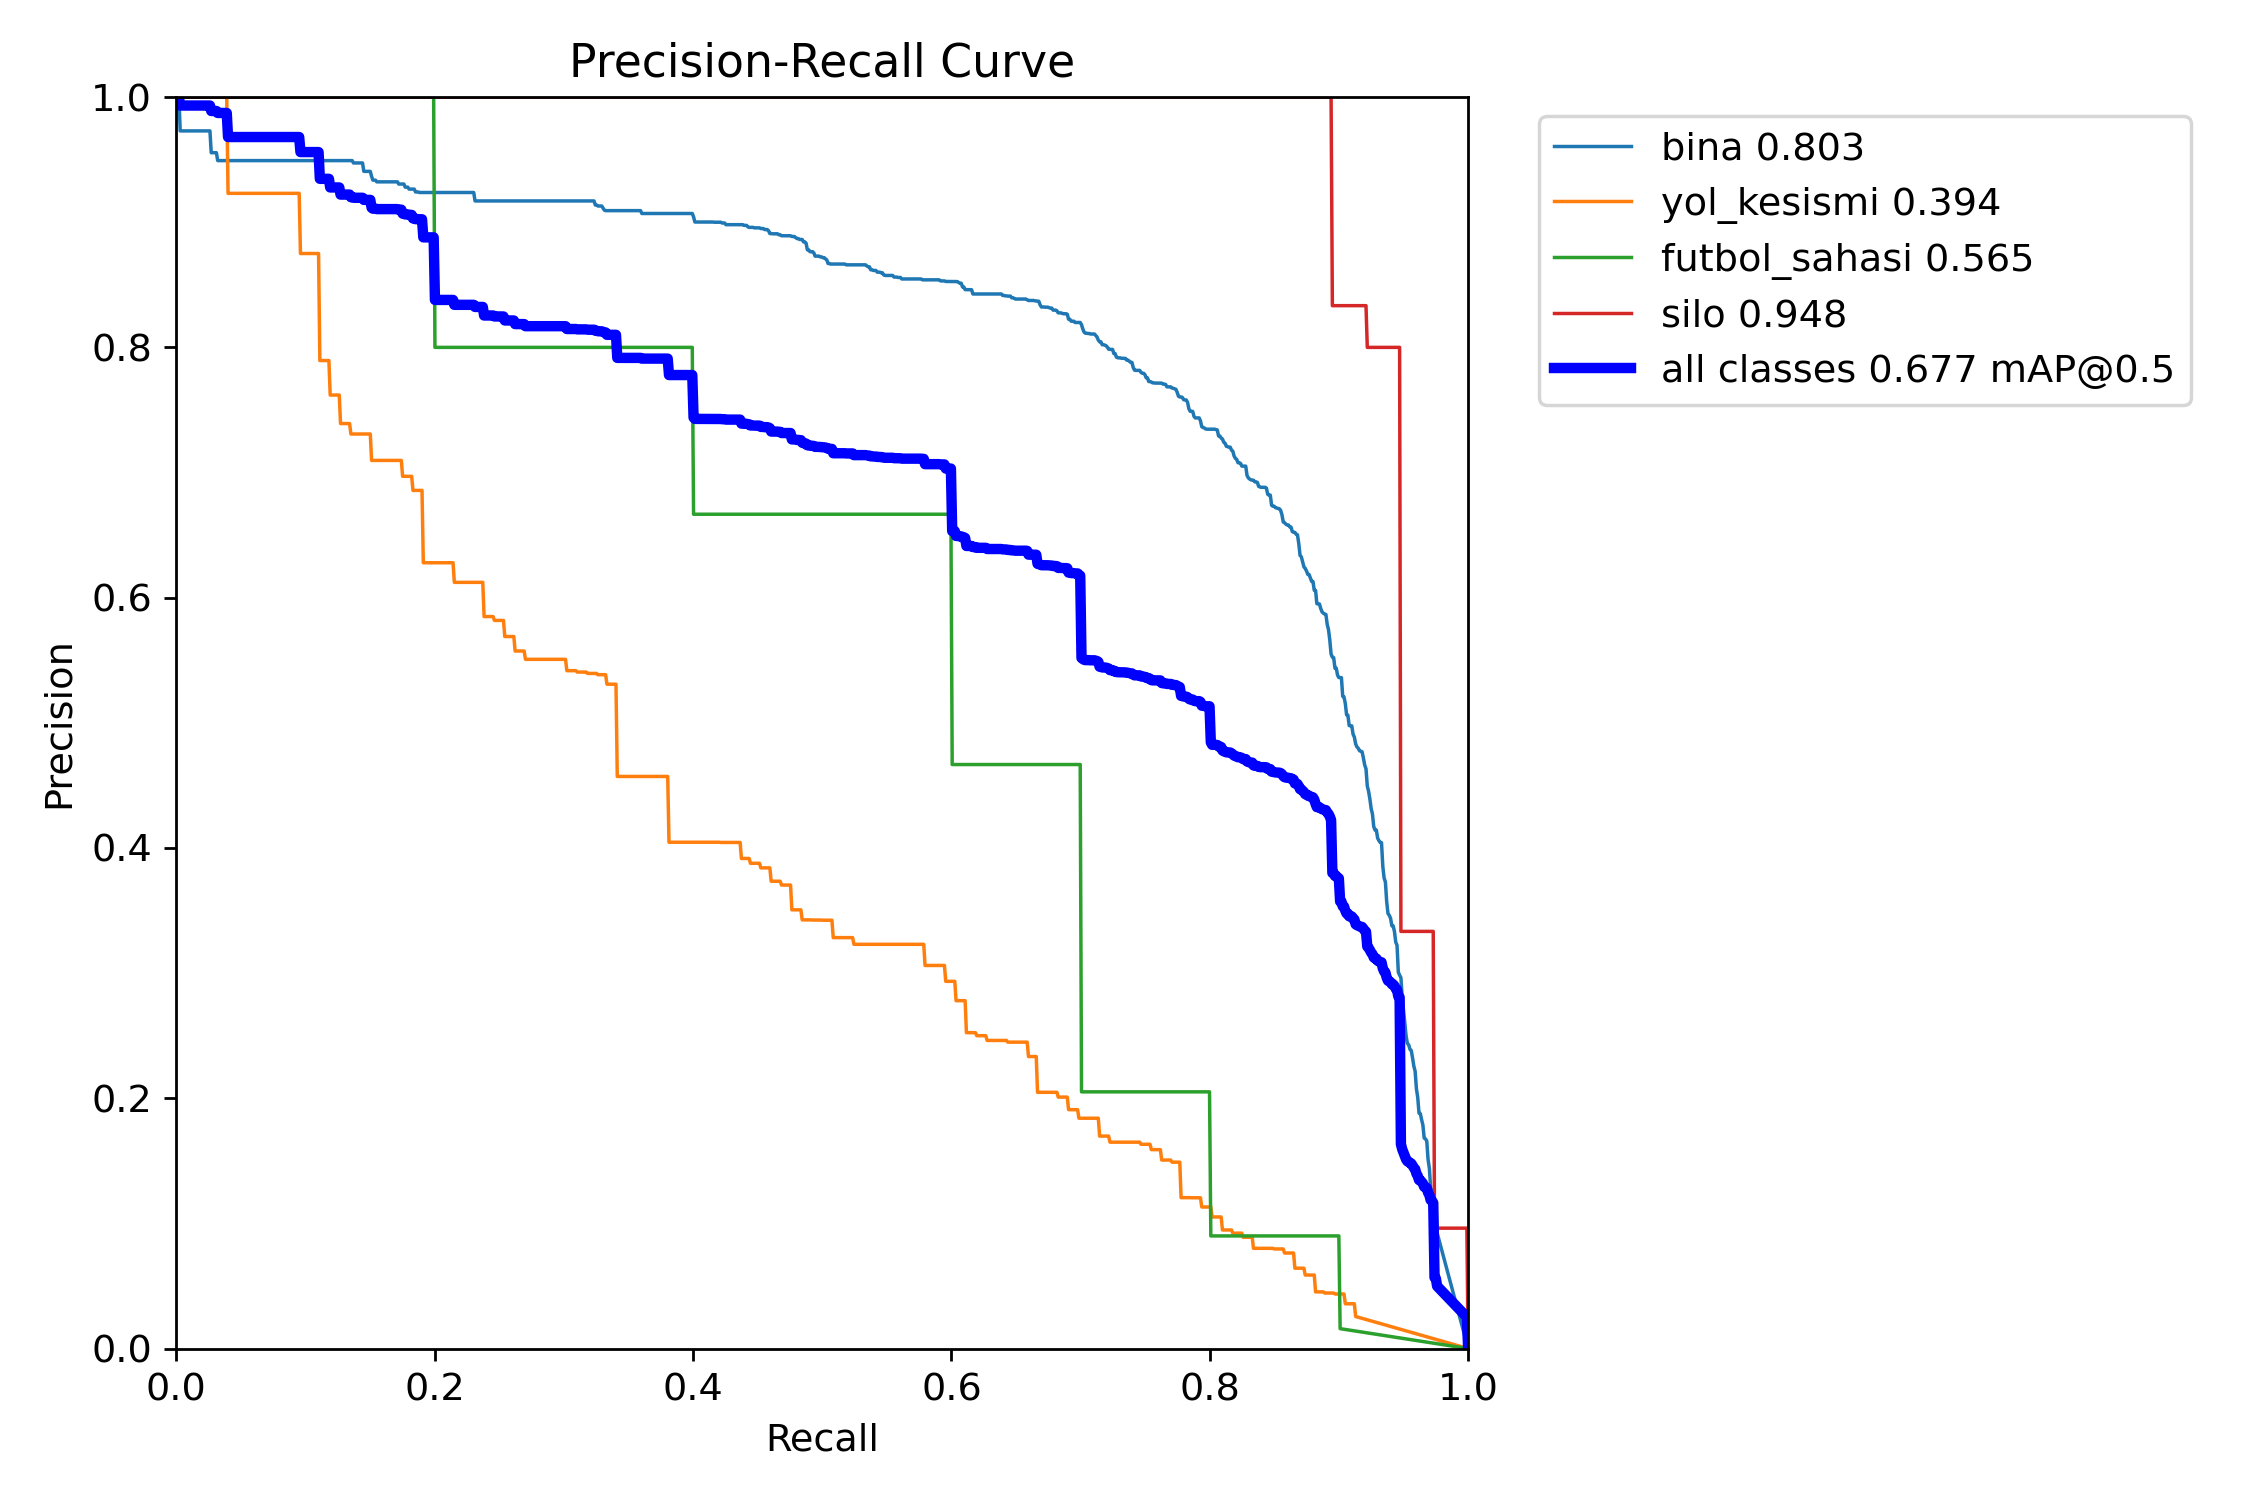 Precision-Recall Curve
Precision
1.0
0.8
0.6
0.4
0.2
0.0
0.0 0.2 0.4 0.6 0.8 1.0
Recall
bina 0.803
yol_kesismi 0.394
futbol_sahasi 0.565
silo 0.948
all classes 0.677 mAP@0.5